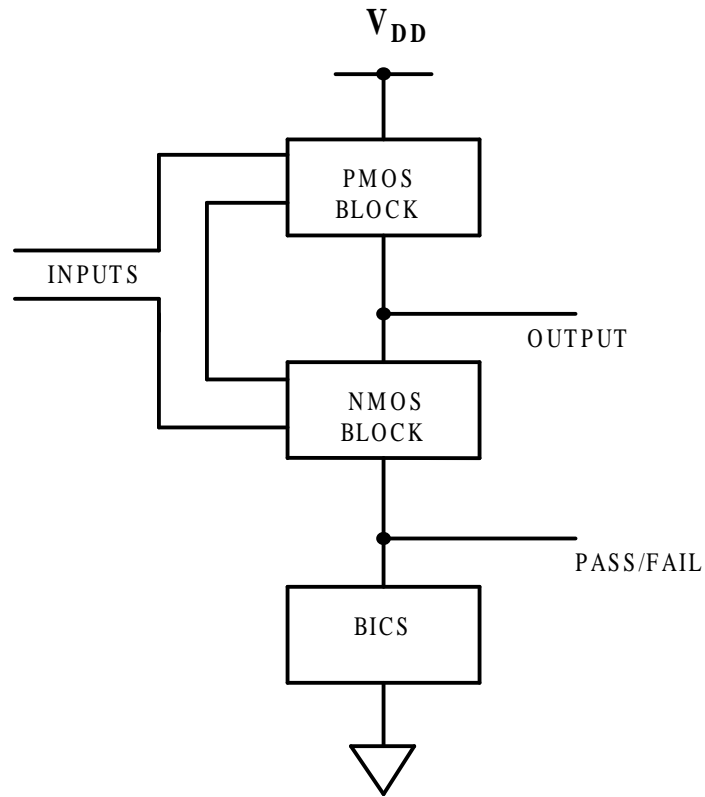 VDD
PMOS
BLOCK
INPUTS
OUTPUT
NMOS
BLOCK
PASS/FAIL
BICS